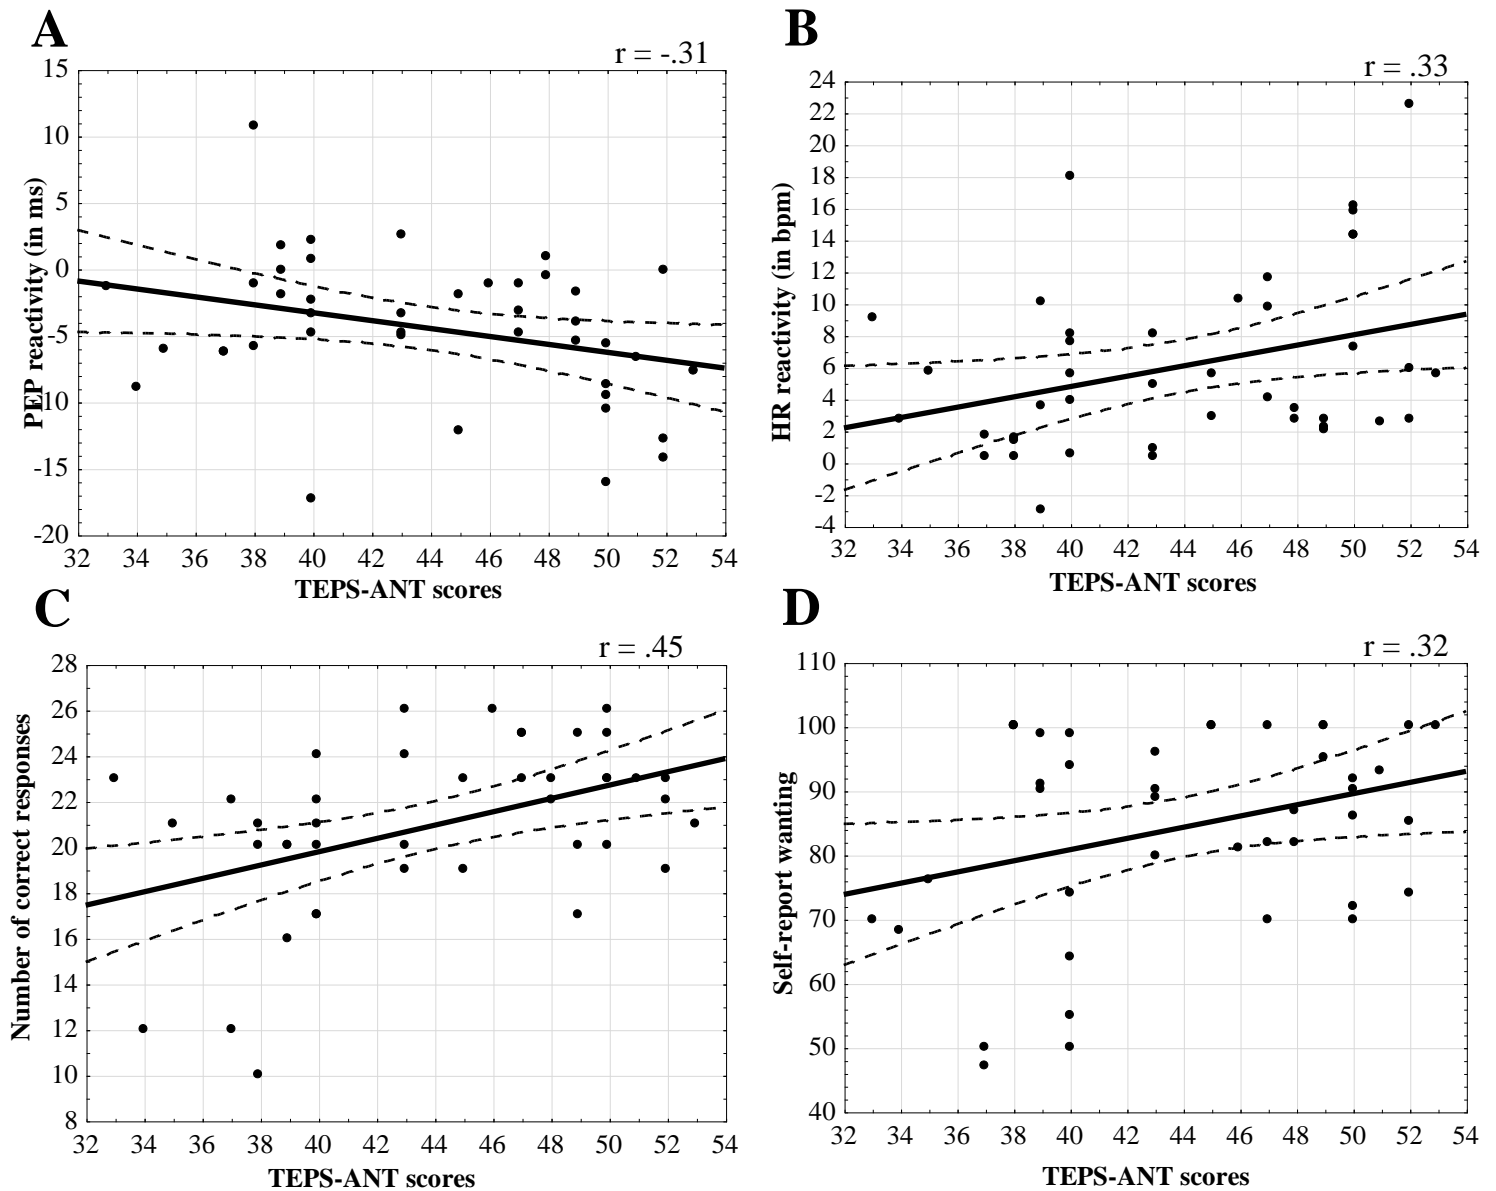 A
r = -.31
15
10
5
0
-5
-10
-15
-20
PEP reactivity (in ms)
32 34 36 38 40 42 44 46 48 50 52 54
TEPS-ANT scores
B
r = .33
24
22
20
18
16
14
12
10
8
6
4
2
0
-2
-4
HR reactivity (in bpm)
32 34 36 38 40 42 44 46 48 50 52 54
TEPS-ANT scores
C
r = .45
28
26
24
22
20
18
16
14
12
10
8
Number of correct responses
32 34 36 38 40 42 44 46 48 50 52 54
TEPS-ANT scores
D
r = .32
110
100
90
80
70
60
50
40
Self-report wanting
32 34 36 38 40 42 44 46 48 50 52 54
TEPS-ANT scores